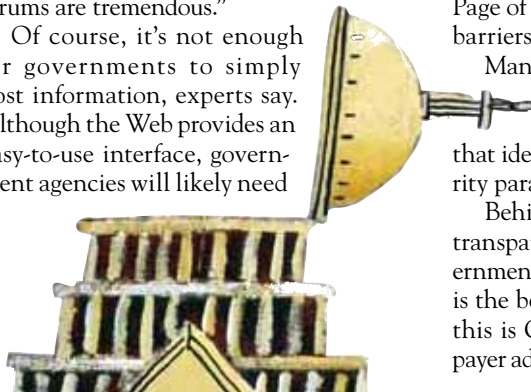 rums are tremendous.”
Of course, it's not enough
r governments to simply
ost information, experts say.
lthough the Web provides an
asy-to-use interface, govern-
ent agencies will likely need
Page of
barriers
Man
that ide
rity para
Behi
transpa
ernmen
is the be
this is C
payer ad